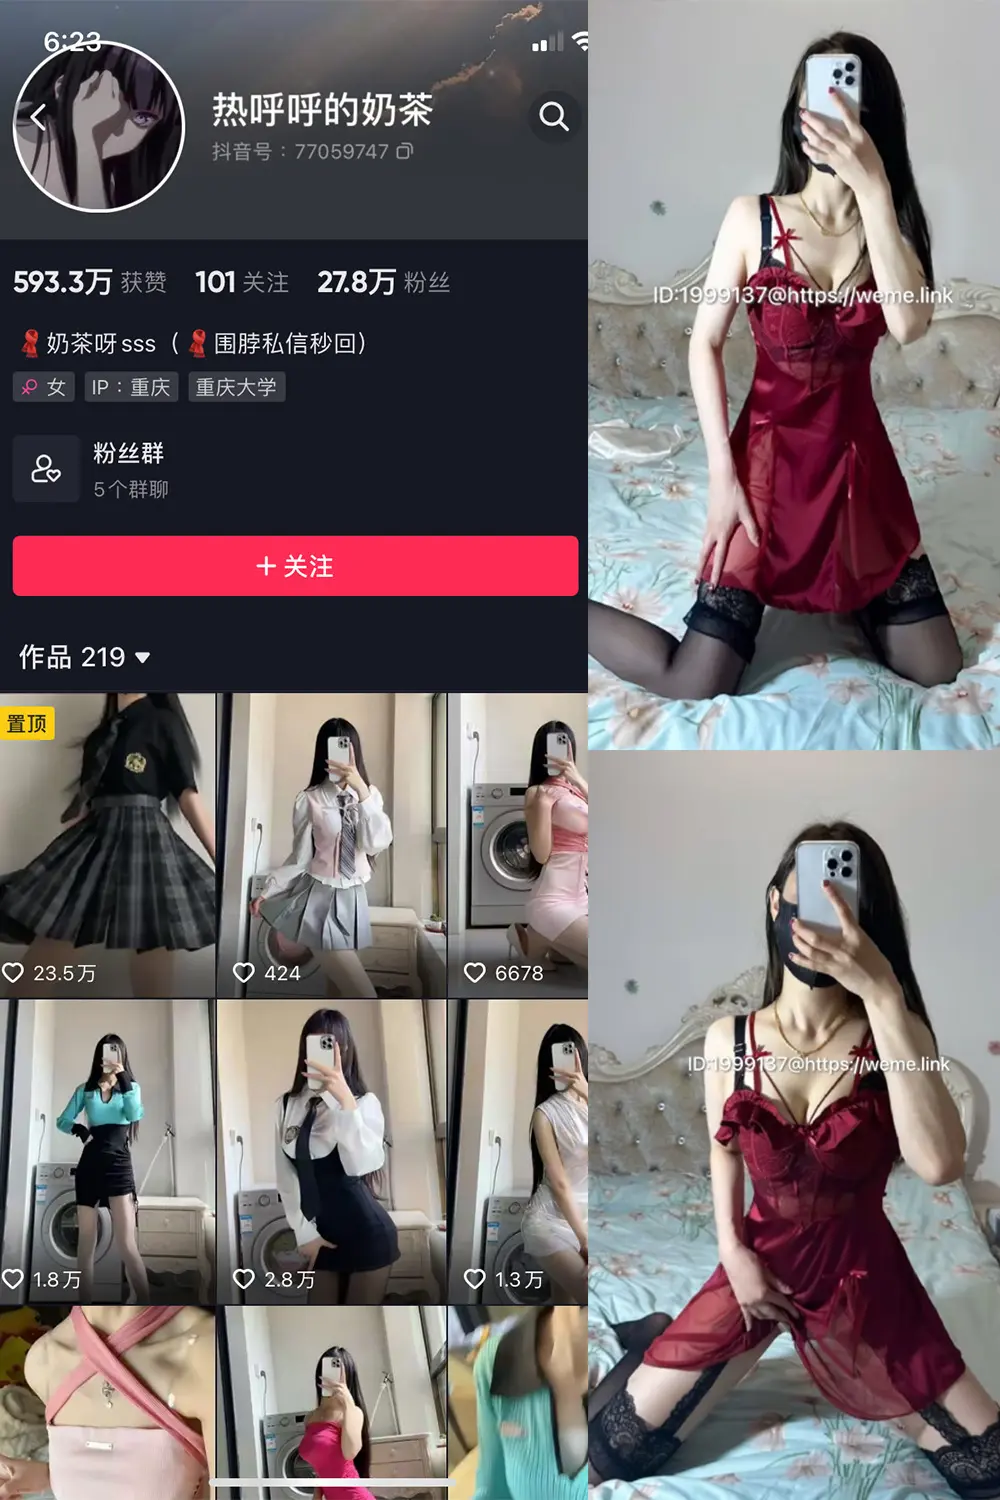 6:23
热呼呼的奶茶
抖音号：77059747
593.3万 获赞 101 关注 27.8万 粉丝
🧣奶茶呀sss（🧣围脖私信秒回）
女 IP：重庆 重庆大学
粉丝群
5个群聊
+ 关注
作品 219
置顶
23.5万 424 6678
1.8万 2.8万 1.3万
ID:1999137@https://weme.link
ID:1999137@https://weme.link